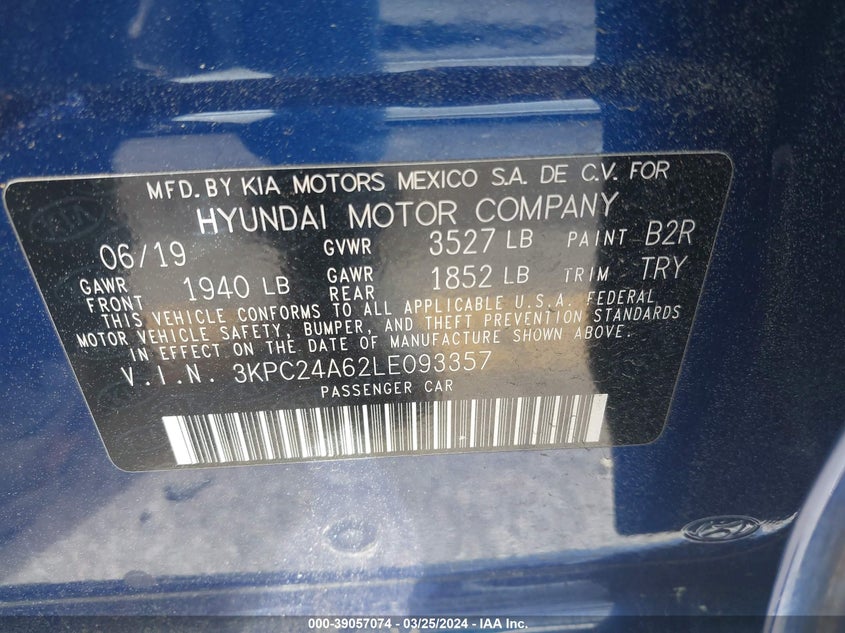 MFD. BY KIA MOTORS MEXICO S.A. DE C.V. FOR
HYUNDAI MOTOR COMPANY
06/19 GVWR 3527 LB PAINT B2R
GAWR FRONT 1940 LB GAWR REAR 1852 LB TRIM TRY
THIS VEHICLE CONFORMS TO ALL APPLICABLE U.S.A. FEDERAL
MOTOR VEHICLE SAFETY, BUMPER, AND THEFT PREVENTION STANDARDS
IN EFFECT ON THE DATE OF MANUFACTURE SHOWN ABOVE.
V.I.N. 3KPC24A62LE093357
PASSENGER CAR
KIA
000-39057074 / 03/25/2024 - IAA Inc.